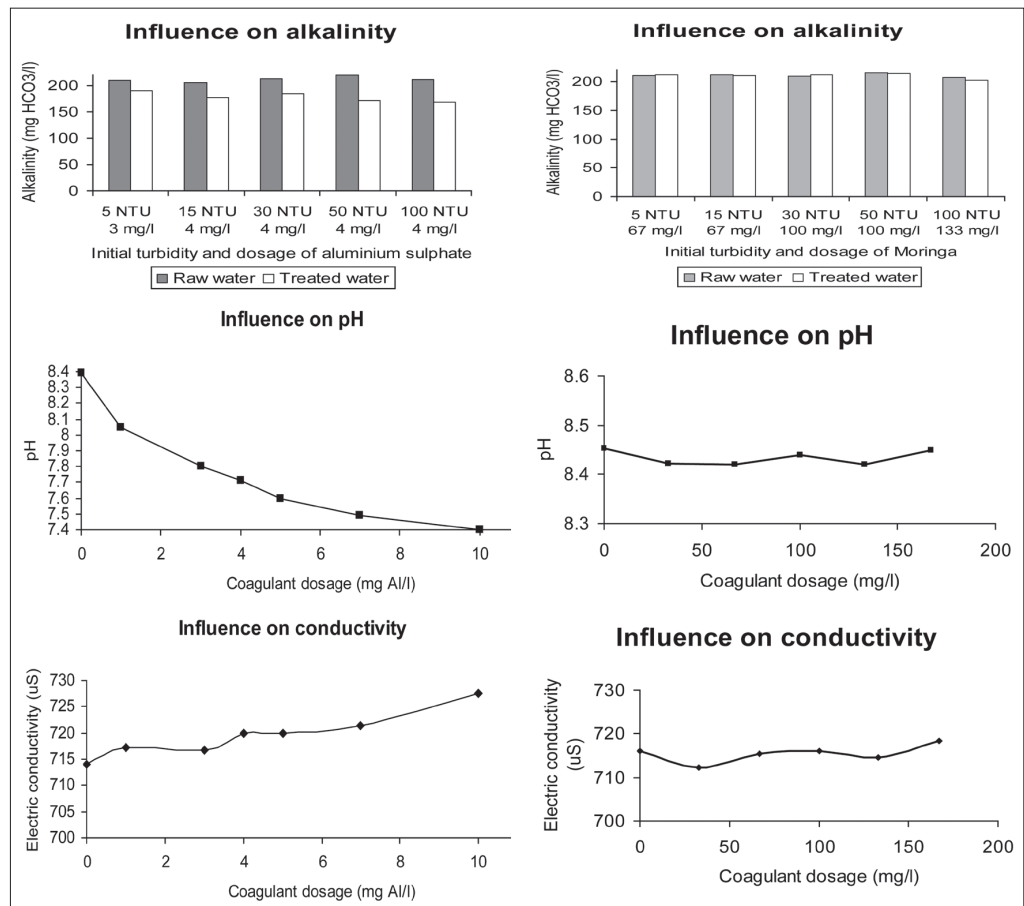 Influence on alkalinity
Alkalinity (mg HCO3/l)
200
150
100
50
0
5 NTU 15 NTU 30 NTU 50 NTU 100 NTU
3 mg/l 4 mg/l 4 mg/l 4 mg/l 4 mg/l
Initial turbidity and dosage of aluminium sulphate
Raw water Treated water
Influence on alkalinity
Alkalinity (mg HCO3/l)
200
150
100
50
0
5 NTU 15 NTU 30 NTU 50 NTU 100 NTU
67 mg/l 67 mg/l 100 mg/l 100 mg/l 133 mg/l
Initial turbidity and dosage of Moringa
Raw water Treated water
Influence on pH
pH
8.4
8.3
8.2
8.1
8
7.9
7.8
7.7
7.6
7.5
7.4
0 2 4 6 8 10
Coagulant dosage (mg Al/l)
Influence on pH
pH
8.6
8.5
8.4
8.3
0 50 100 150 200
Coagulant dosage (mg/l)
Influence on conductivity
Electric conductivity (uS)
730
725
720
715
710
705
700
0 2 4 6 8 10
Coagulant dosage (mg Al/l)
Influence on conductivity
Electric conductivity
(uS)
730
720
710
700
0 50 100 150 200
Coagulant dosage (mg/l)